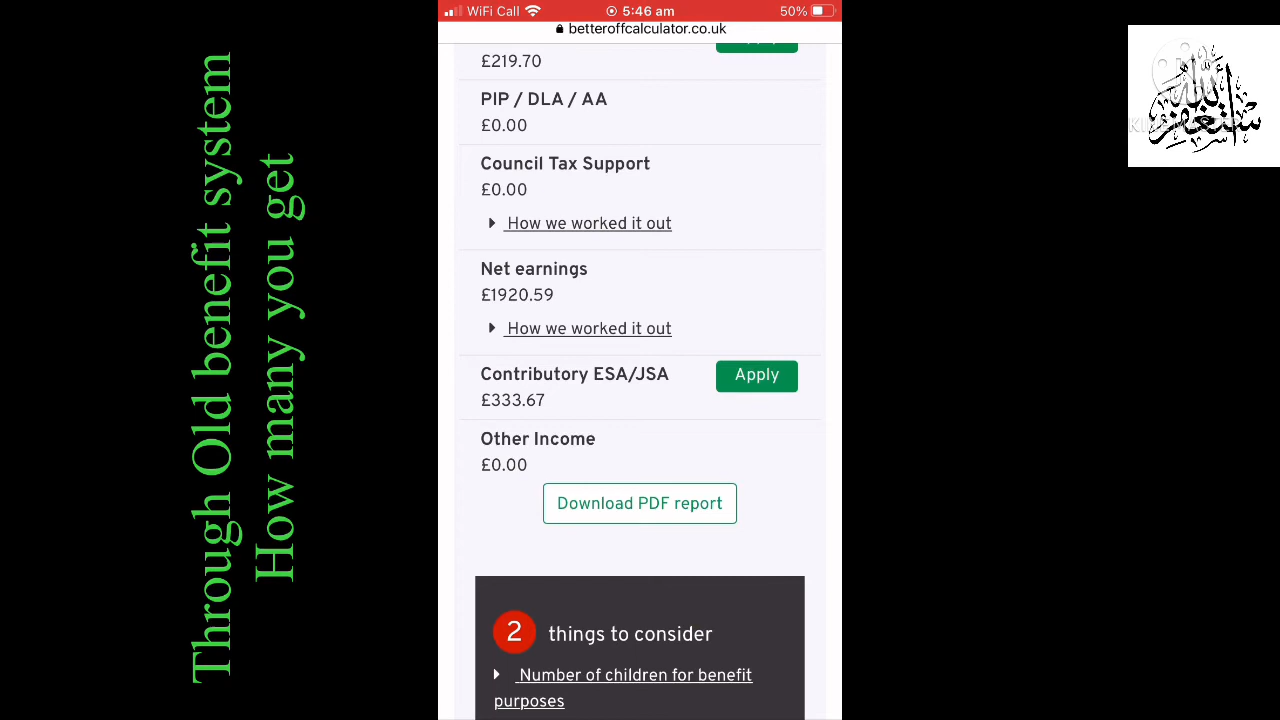 Through Old benefit system
How many you get
WiFi Call
5:46 am
50%
betteroffcalculator.co.uk
£219.70
PIP / DLA / AA
£0.00
Council Tax Support
£0.00
How we worked it out
Net earnings
£1920.59
How we worked it out
Contributory ESA/JSA
Apply
£333.67
Other Income
£0.00
Download PDF report
2 things to consider
Number of children for benefit
purposes
أستغفر الله